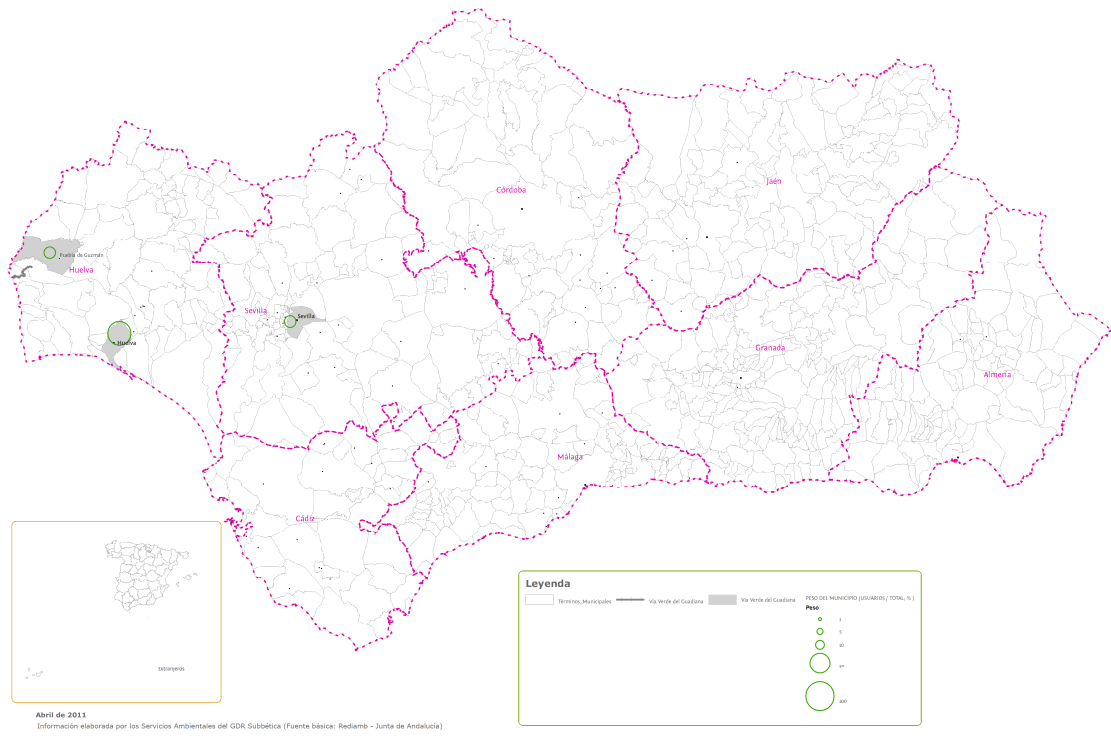 Córdoba
Jaén
Puebla de Guzmán
Huelva
Sevilla
Sevilla
Huelva
Granada
Almería
Málaga
Cádiz
Extranjeros
Leyenda
Términos_Municipales
Vía Verde del Guadiana
Vía Verde del Guadiana
PESO DEL MUNICIPIO (USUARIOS / TOTAL, % )
Peso
1
5
10
50
100
Abril de 2011
Información elaborada por los Servicios Ambientales del GDR Subbética (Fuente básica: Rediamb - Junta de Andalucía)